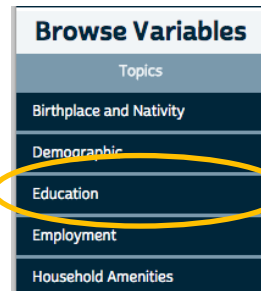 Browse Variables
Topics
Birthplace and Nativity
Demographic
Education
Employment
Household Amenities